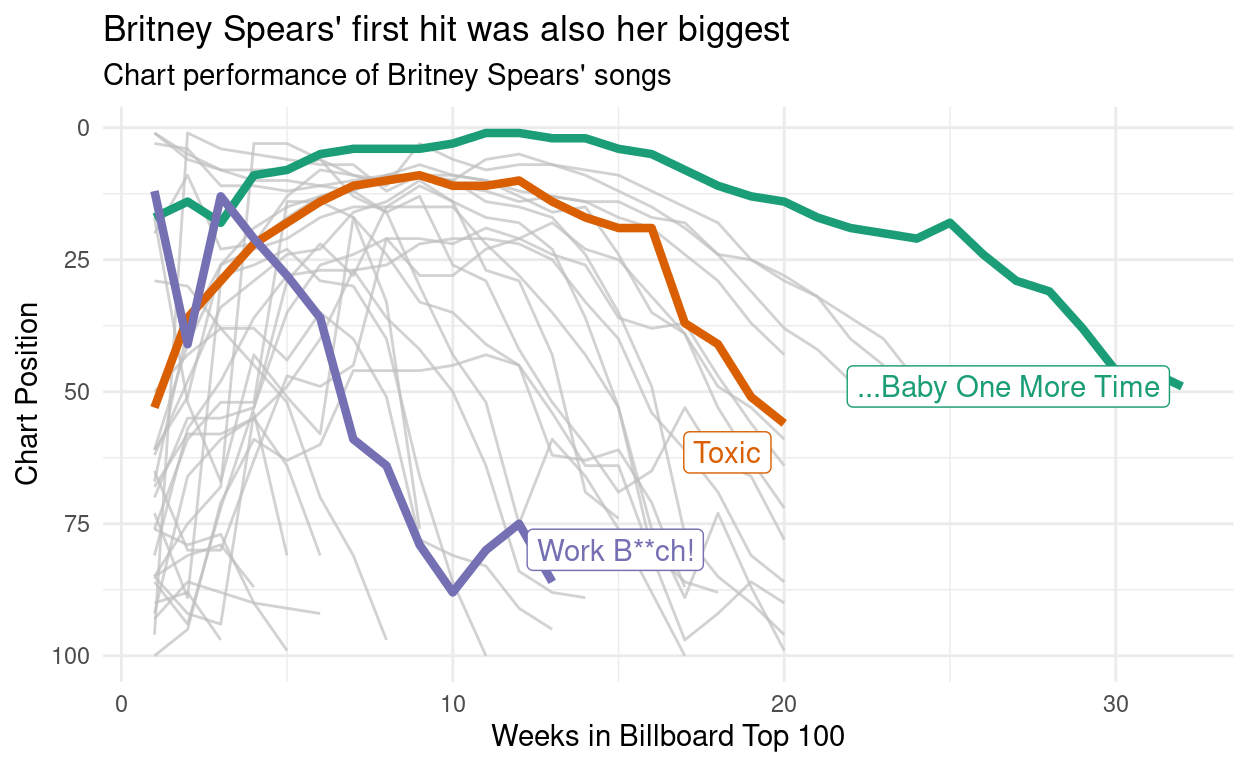 Britney Spears' first hit was also her biggest
Chart performance of Britney Spears' songs
0
25
50
75
100
Chart Position
...Baby One More Time
Toxic
Work B**ch!
0
10
20
30
Weeks in Billboard Top 100